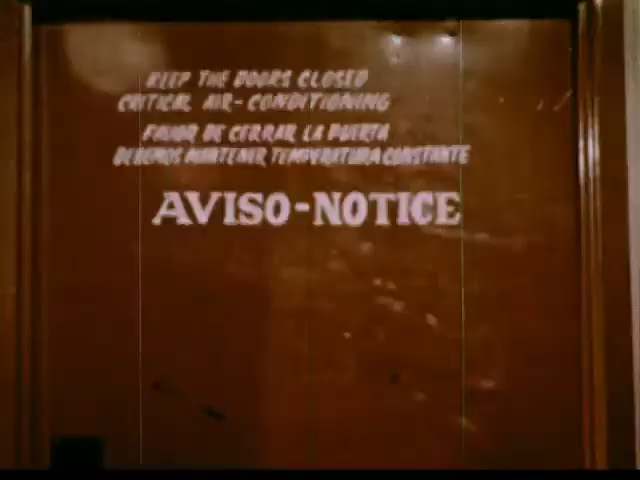 KEEP THE DOORS CLOSED
CRITICAL AIR-CONDITIONING
FAVOR DE CERRAR LA PUERTA
DEBEMOS MANTENER TEMPERATURA CONSTANTE
AVISO-NOTICE